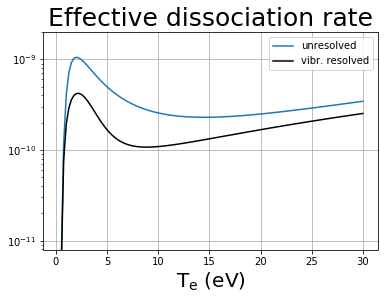 Effective dissociation rate
unresolved
vibr. resolved
10⁻⁹
10⁻¹⁰
10⁻¹¹
0 5 10 15 20 25 30
Tₑ (eV)